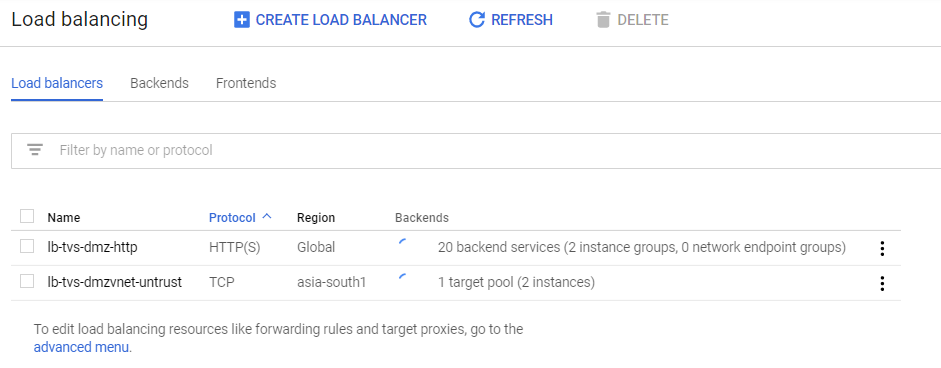 Load balancing CREATE LOAD BALANCER REFRESH DELETE
Load balancers Backends Frontends
Filter by name or protocol
Name Protocol Region Backends
lb-tvs-dmz-http HTTP(S) Global 20 backend services (2 instance groups, 0 network endpoint groups)
lb-tvs-dmzvnet-untrust TCP asia-south1 1 target pool (2 instances)
To edit load balancing resources like forwarding rules and target proxies, go to the
advanced menu.